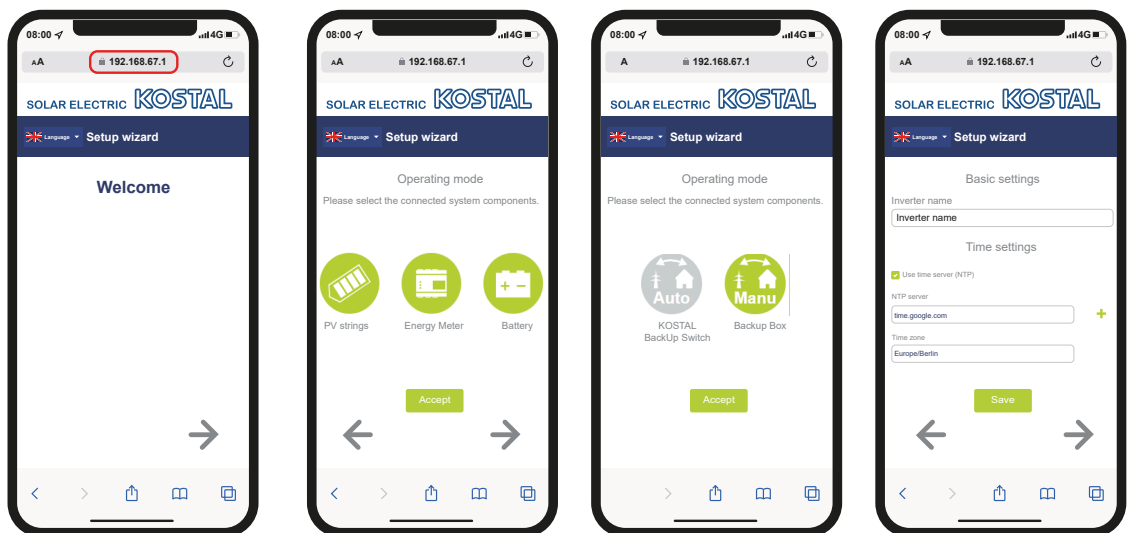 08:00
4G
AA
192.168.67.1
SOLAR ELECTRIC KOSTAL
Language
Setup wizard
Welcome
08:00
4G
AA
192.168.67.1
SOLAR ELECTRIC KOSTAL
Language
Setup wizard
Operating mode
Please select the connected system components.
PV strings
Energy Meter
Battery
Accept
08:00
4G
A
192.168.67.1
SOLAR ELECTRIC KOSTAL
Language
Setup wizard
Operating mode
Please select the connected system components.
Auto
Manu
KOSTAL
BackUp Switch
Backup Box
Accept
08:00
4G
AA
192.168.67.1
SOLAR ELECTRIC KOSTAL
Language
Setup wizard
Basic settings
Inverter name
Inverter name
Time settings
Use time server (NTP)
NTP server
time.google.com
+
Time zone
Europe/Berlin
Save